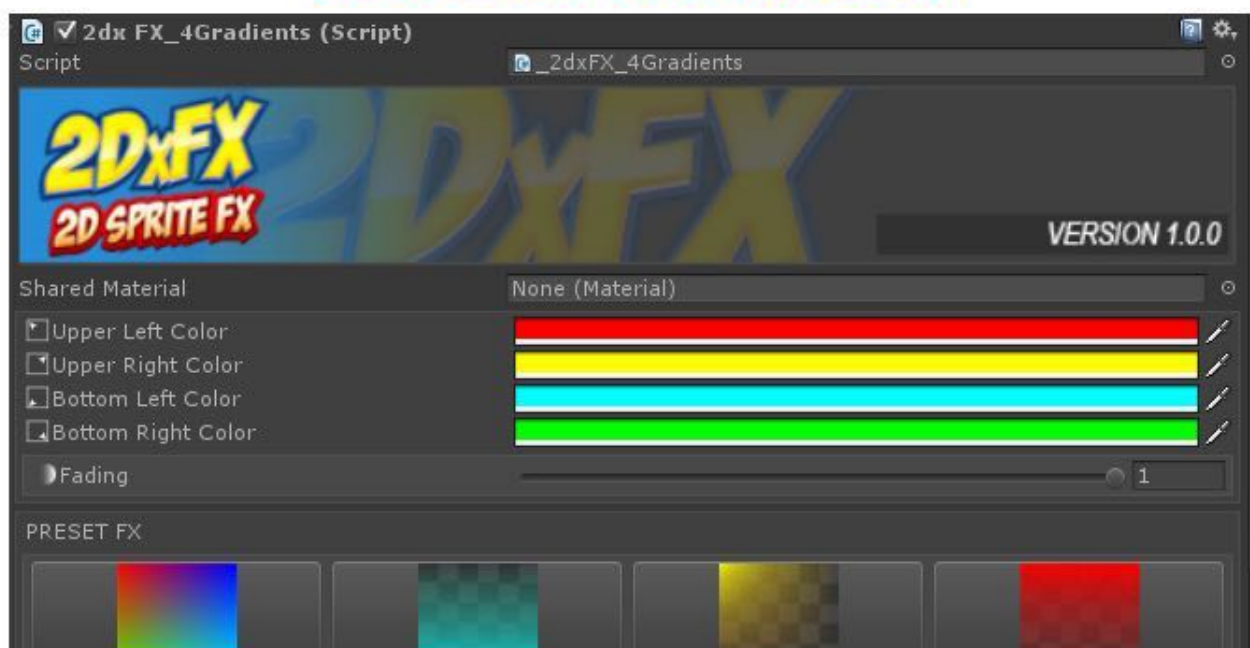 2dx FX_4Gradients (Script)
Script _2dxFX_4Gradients
2DxFX 2DxFX
2D SPRITE FX
VERSION 1.0.0
Shared Material None (Material)
Upper Left Color
Upper Right Color
Bottom Left Color
Bottom Right Color
Fading 1
PRESET FX